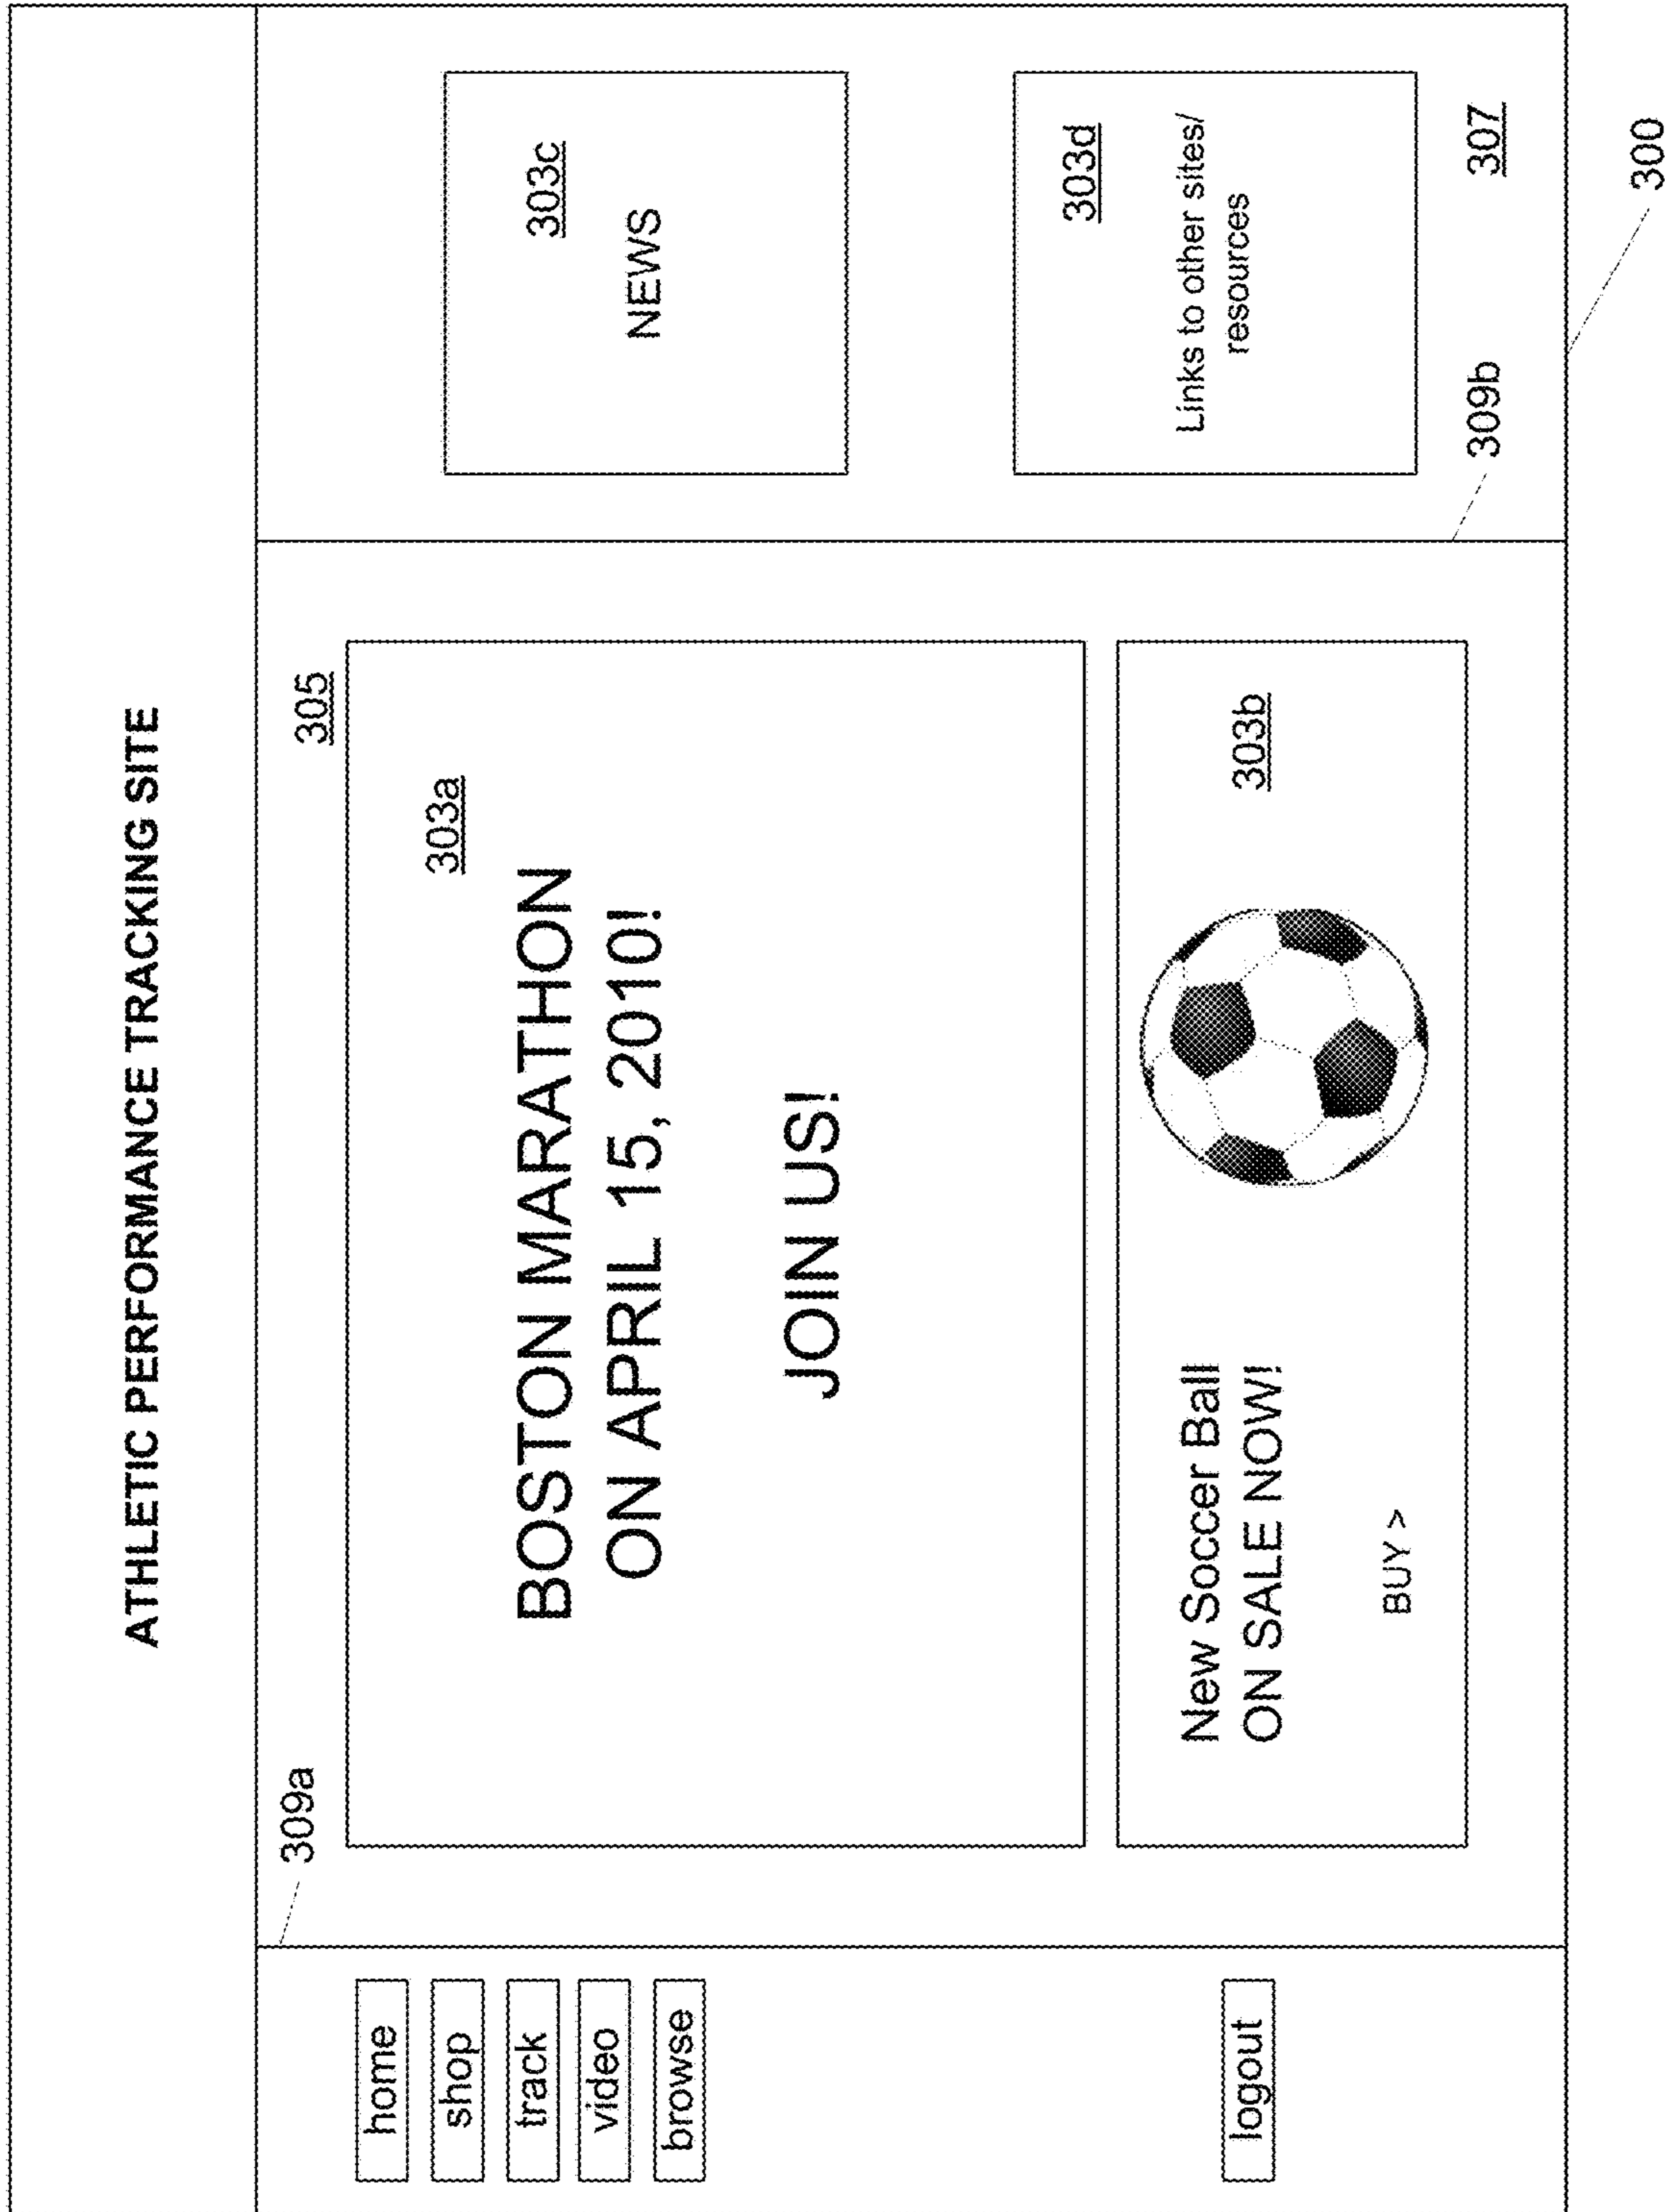 ATHLETIC PERFORMANCE TRACKING SITE
309a
305
home
shop
track
video
browse
logout
303a
BOSTON MARATHON
ON APRIL 15, 2010!
JOIN US!
New Soccer Ball
ON SALE NOW!
BUY >
303b
303c
NEWS
303d
Links to other sites/
resources
309b
307
300